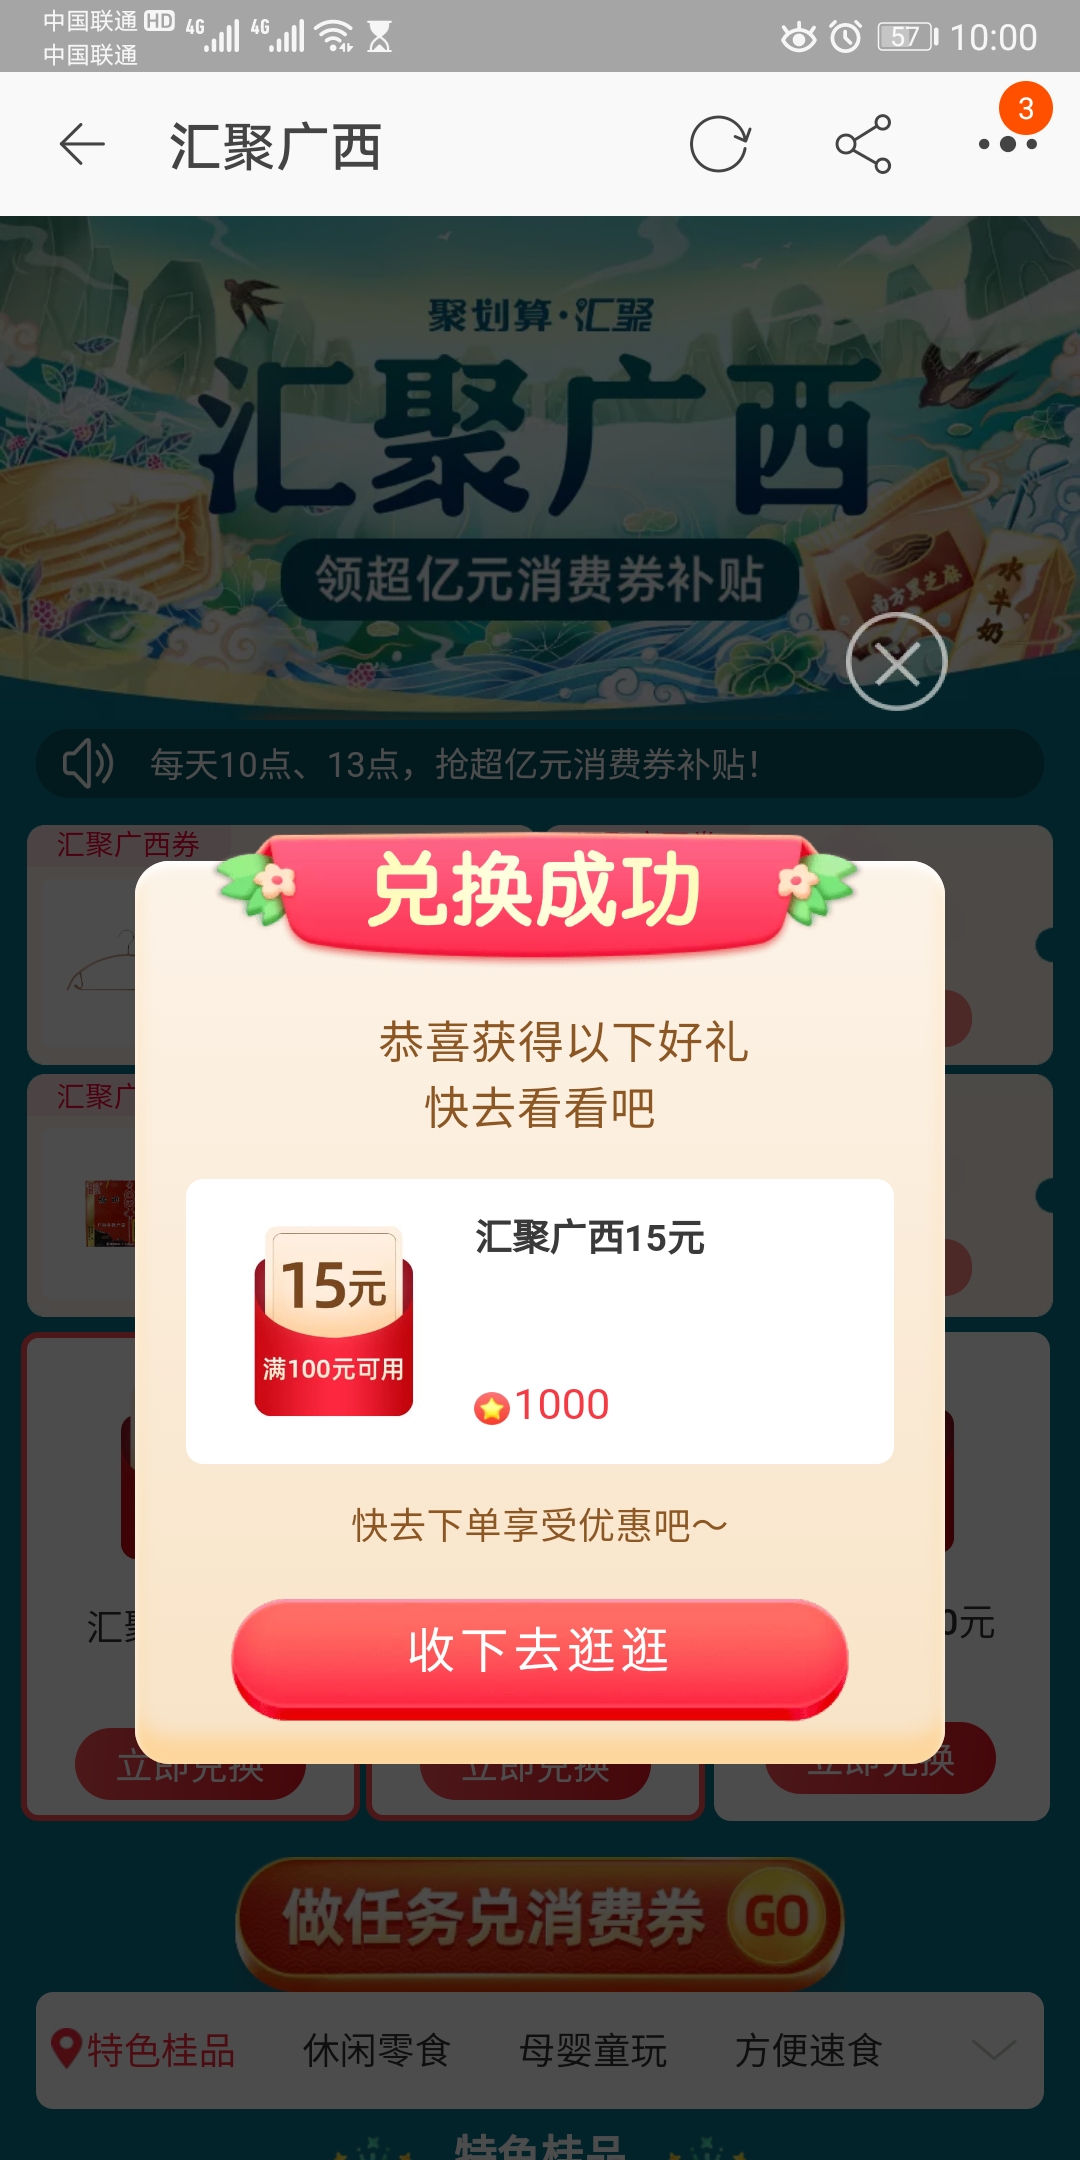 中国联通 HD 4G 4G 57 10:00
中国联通
汇聚广西
3
聚划算·汇聚
汇聚广西
领超亿元消费券补贴
南方黑芝麻
水牛奶
每天10点、13点，抢超亿元消费券补贴！
汇聚广西券
兑换成功
恭喜获得以下好礼
快去看看吧
汇聚广
汇聚广西15元
15元
满100元可用
1000
快去下单享受优惠吧～
汇聚
0元
收下去逛逛
立即兑换 立即兑换 立即兑换
做任务兑消费券 GO
特色桂品 休闲零食 母婴童玩 方便速食
特色桂品